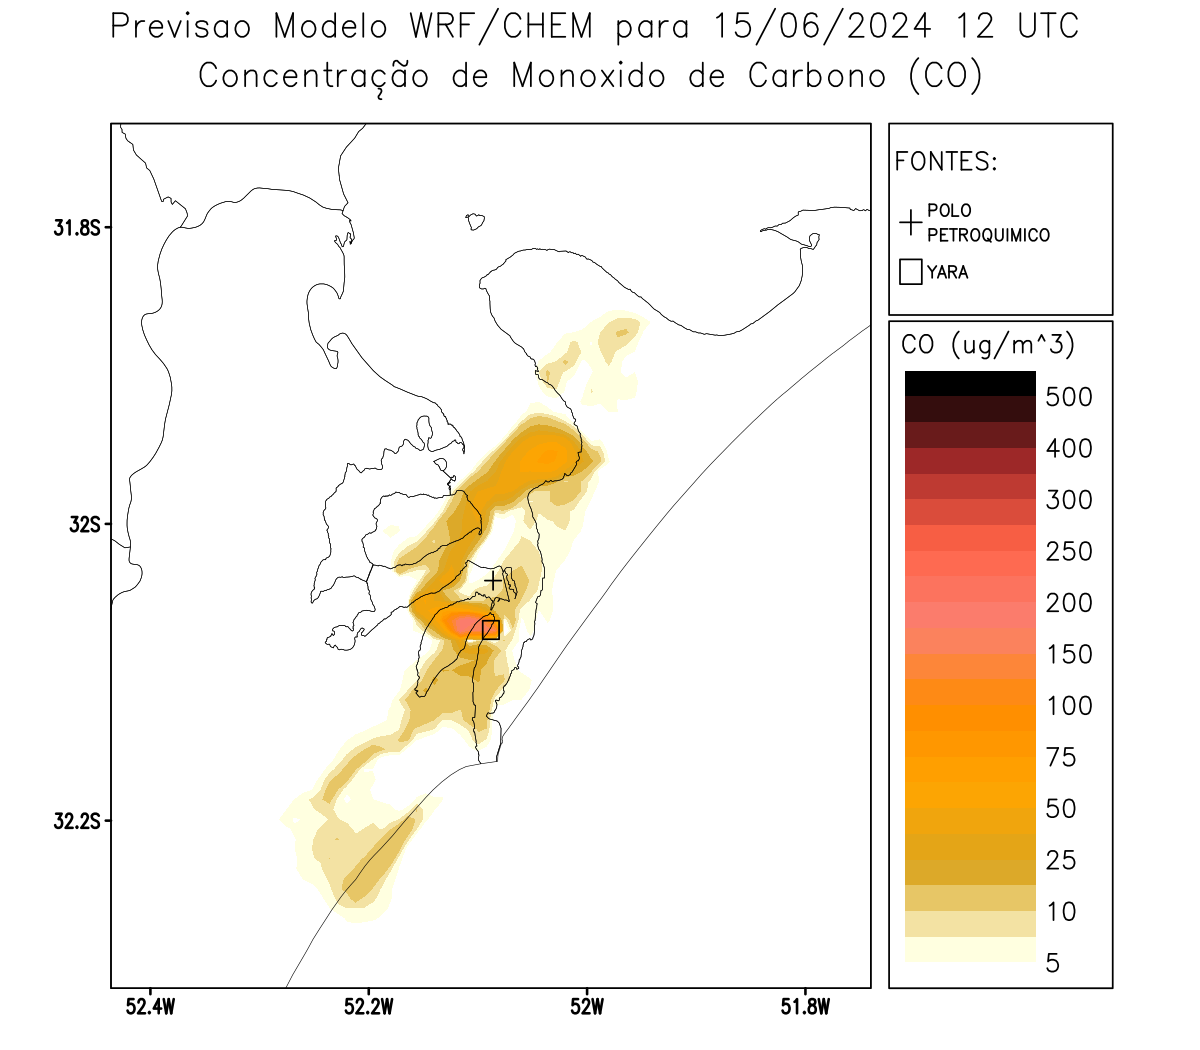 Previsao Modelo WRF/CHEM para 15/06/2024 12 UTC
Concentração de Monoxido de Carbono (CO)
FONTES:
POLO
PETROQUIMICO
YARA
CO (ug/m^3)
500
400
300
250
200
150
100
75
50
25
10
5
31.8S
32S
32.2S
52.4W
52.2W
52W
51.8W